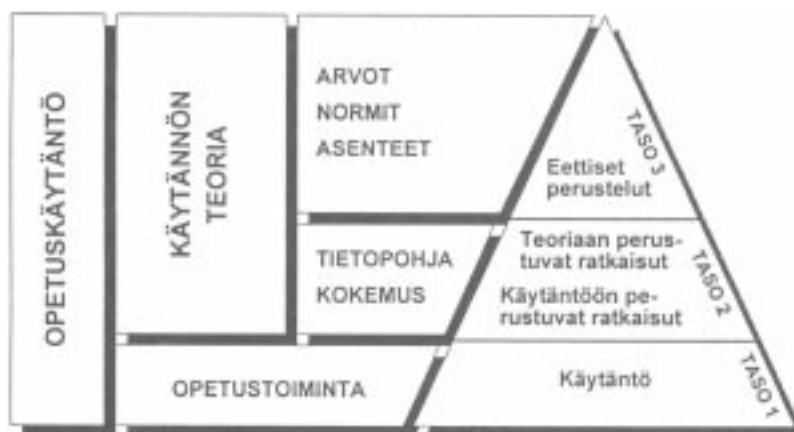 OPETUSKÄYTÄNTÖ
KÄYTÄNNÖN
TEORIA
ARVOT
NORMIT
ASENTEET
TIETOPOHJA
KOKEMUS
OPETUSTOIMINTA
Eettiset
perustelut
TASO 3
Teoriaan perus-
tuvat ratkaisut
Käytäntöön pe-
rustuvat ratkaisut
TASO 2
Käytäntö
TASO 1